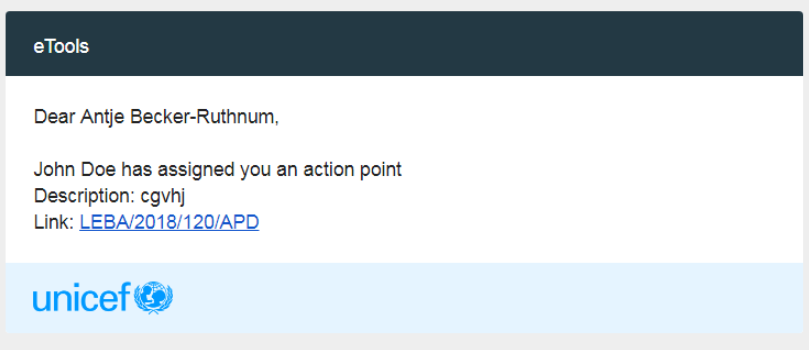 eTools
Dear Antje Becker-Ruthnum,
John Doe has assigned you an action point
Description: cgvhj
Link: LEBA/2018/120/APD
unicef